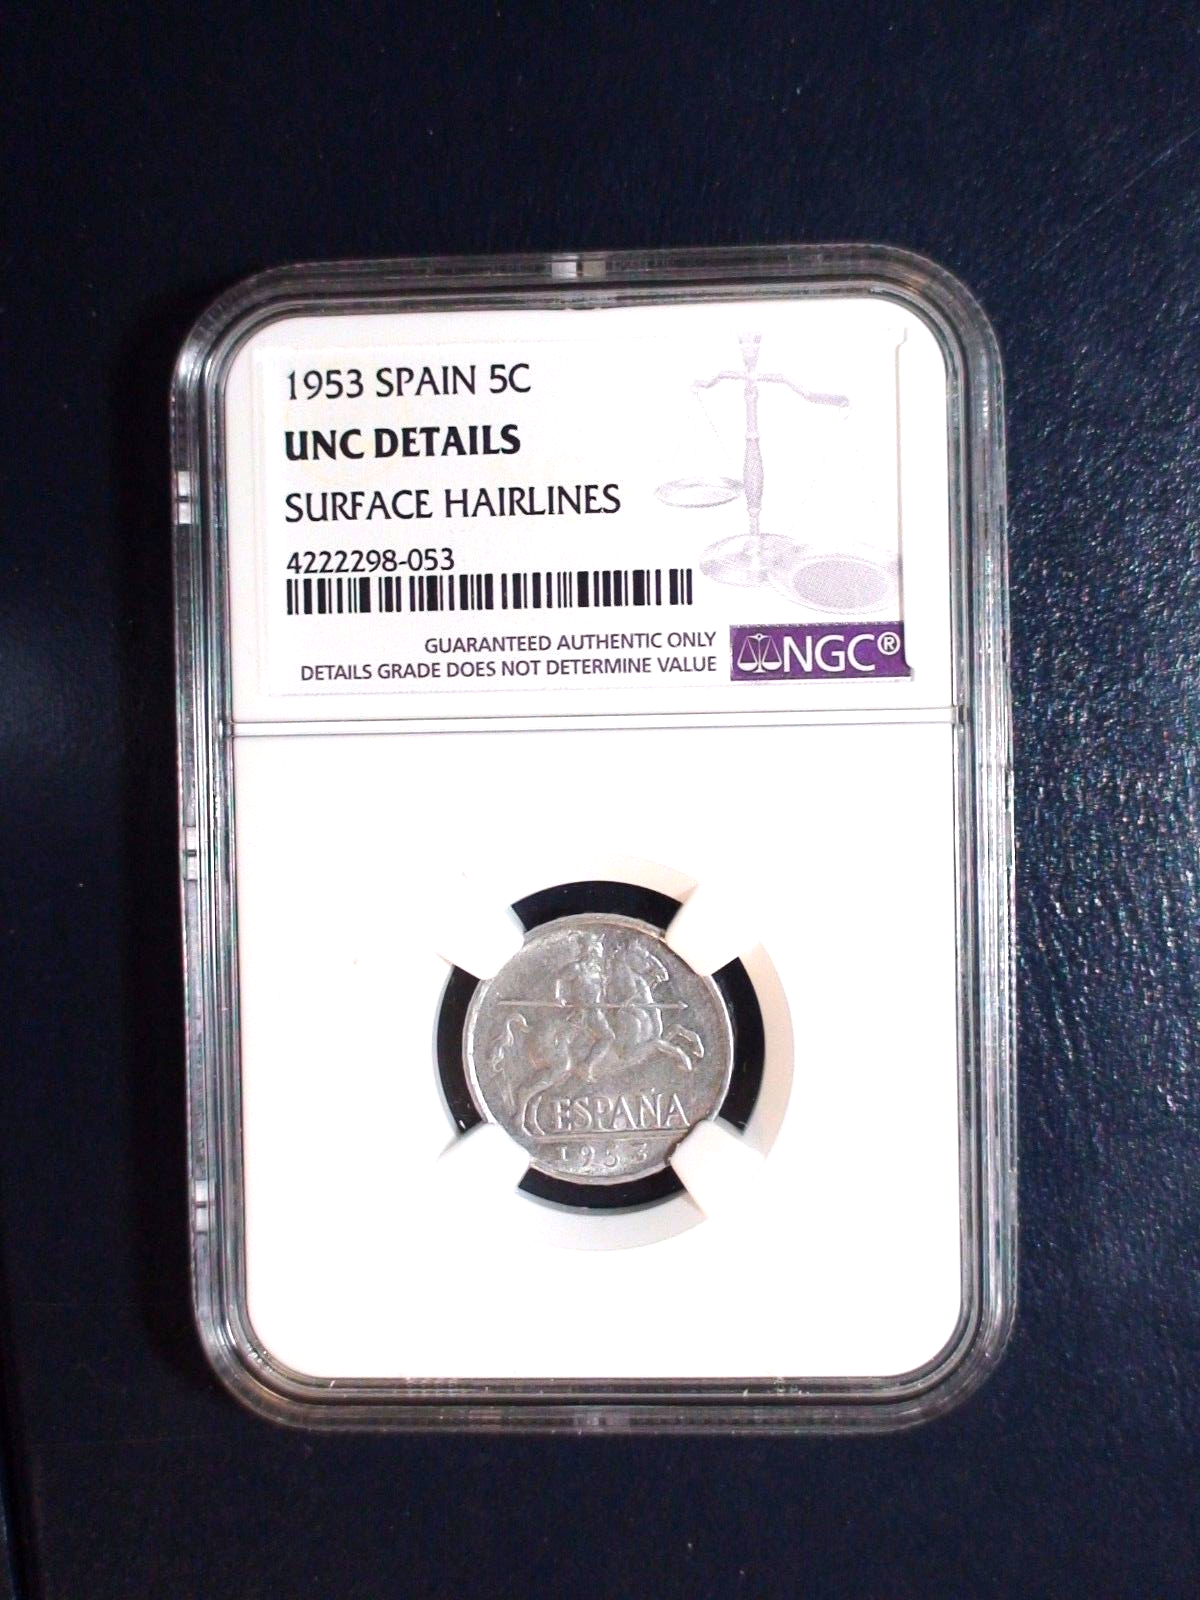 1953 SPAIN 5C
UNC DETAILS
SURFACE HAIRLINES
4222298-053
GUARANTEED AUTHENTIC ONLY
DETAILS GRADE DOES NOT DETERMINE VALUE
NGC®
ESPAÑA
1953